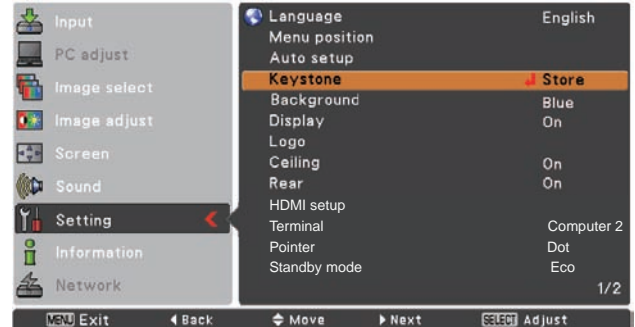 Input
PC adjust
Image select
Image adjust
Screen
Sound
Setting
Information
Network
Language English
Menu position
Auto setup
Keystone Store
Background Blue
Display On
Logo
Ceiling On
Rear On
HDMI setup
Terminal Computer 2
Pointer Dot
Standby mode Eco
1/2
MENU Exit Back Move Next SELECT Adjust